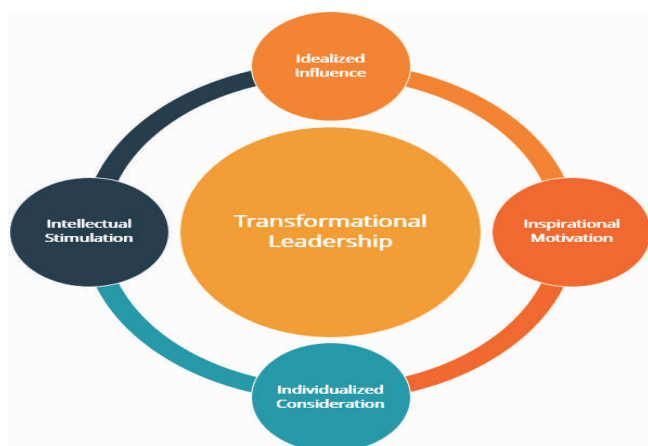 Idealized
Influence
Intellectual
Stimulation
Transformational
Leadership
Inspirational
Motivation
Individualized
Consideration